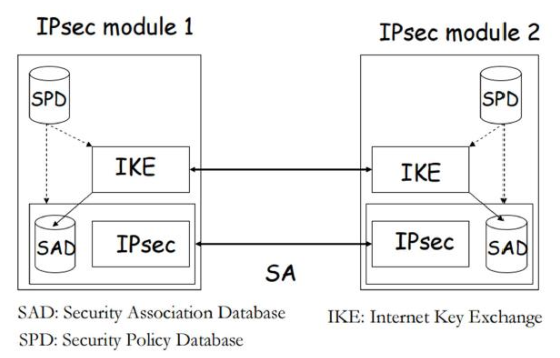 IPsec module 1
IPsec module 2
SPD
SPD
IKE
IKE
SAD
IPsec
IPsec
SAD
SA
SAD: Security Association Database
IKE: Internet Key Exchange
SPD: Security Policy Database